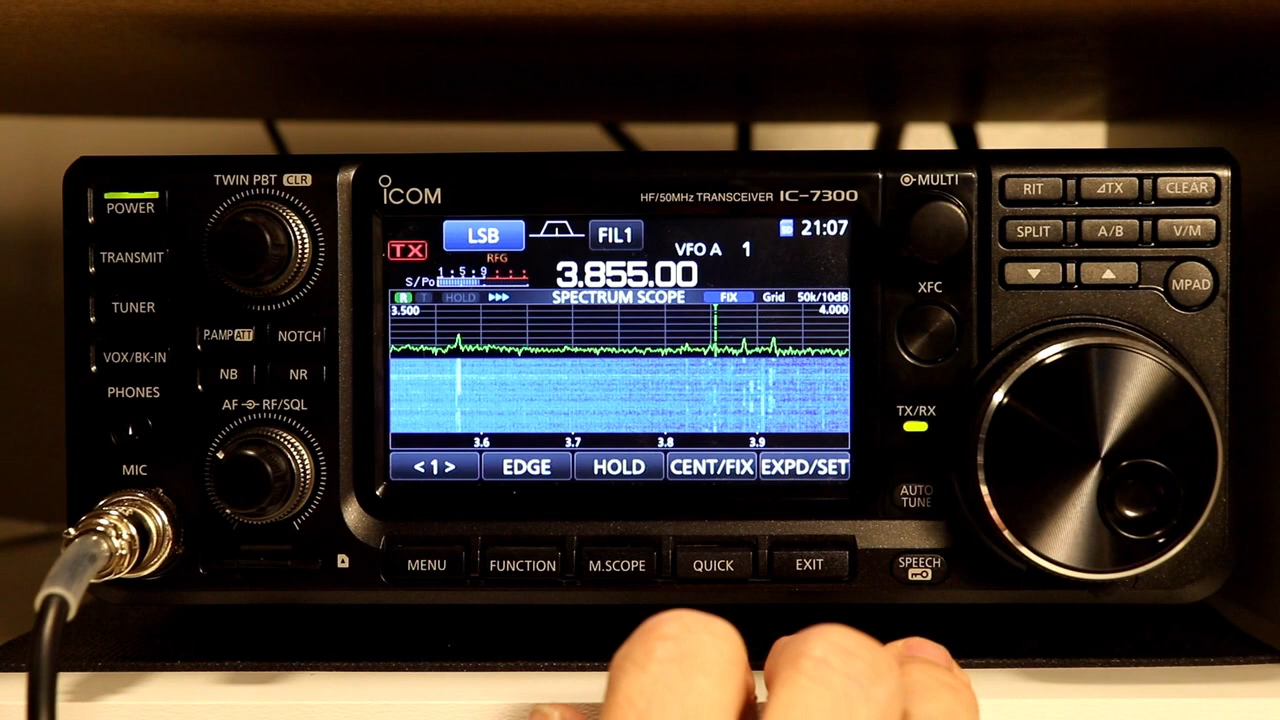 TWIN PBT CLR
POWER
TRANSMIT
TUNER
P.AMP ATT
NOTCH
VOX/BK-IN
NB
NR
PHONES
AF RF/SQL
MIC
ICOM
HF/50MHz TRANSCEIVER IC-7300
LSB
FIL1
21:07
TX
RFG
VFO A 1
S/Po 1 5 9
3.855.00
R T HOLD SPECTRUM SCOPE FIX Grid 50k/10dB
3.500
4.000
3.6 3.7 3.8 3.9
< 1 > EDGE HOLD CENT/FIX EXPD/SET
MENU FUNCTION M.SCOPE QUICK EXIT
MULTI
XFC
TX/RX
AUTO
TUNE
SPEECH
RIT ⊿TX CLEAR
SPLIT A/B V/M
▼ ▲
MPAD